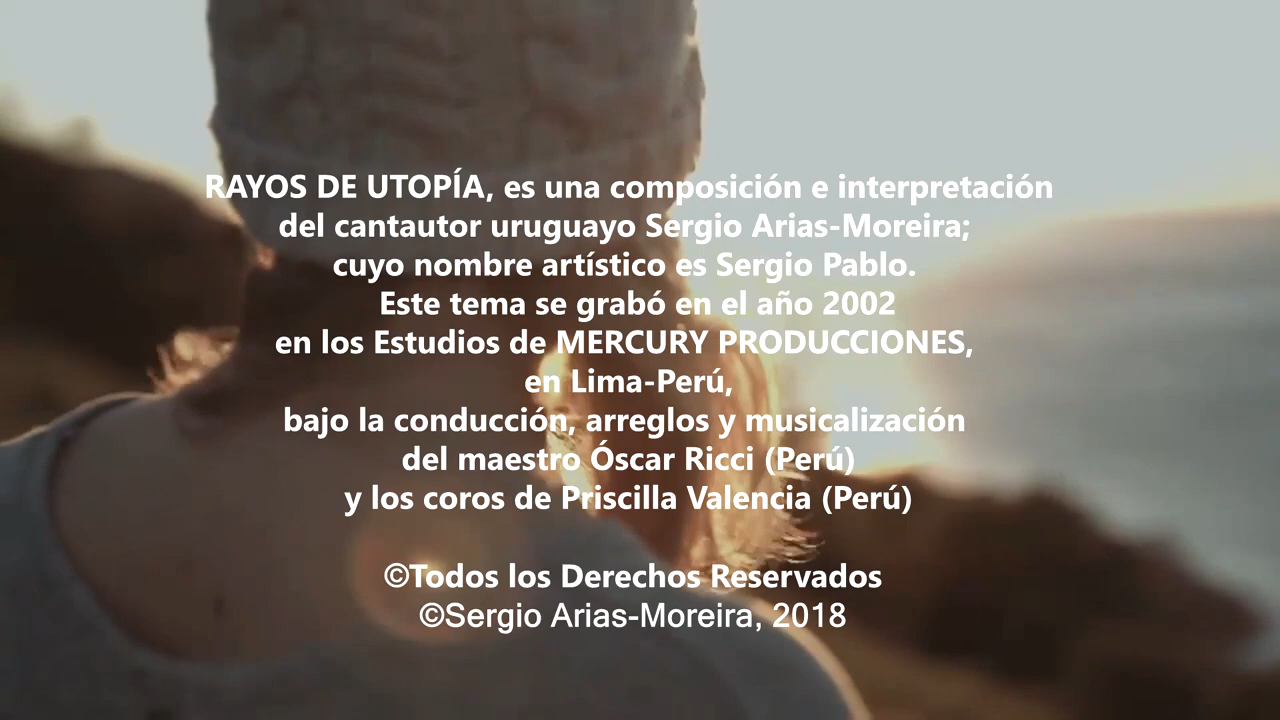 RAYOS DE UTOPÍA, es una composición e interpretación
del cantautor uruguayo Sergio Arias-Moreira;
cuyo nombre artístico es Sergio Pablo.
Este tema se grabó en el año 2002
en los Estudios de MERCURY PRODUCCIONES,
en Lima-Perú,
bajo la conducción, arreglos y musicalización
del maestro Óscar Ricci (Perú)
y los coros de Priscilla Valencia (Perú)
©Todos los Derechos Reservados
©Sergio Arias-Moreira, 2018